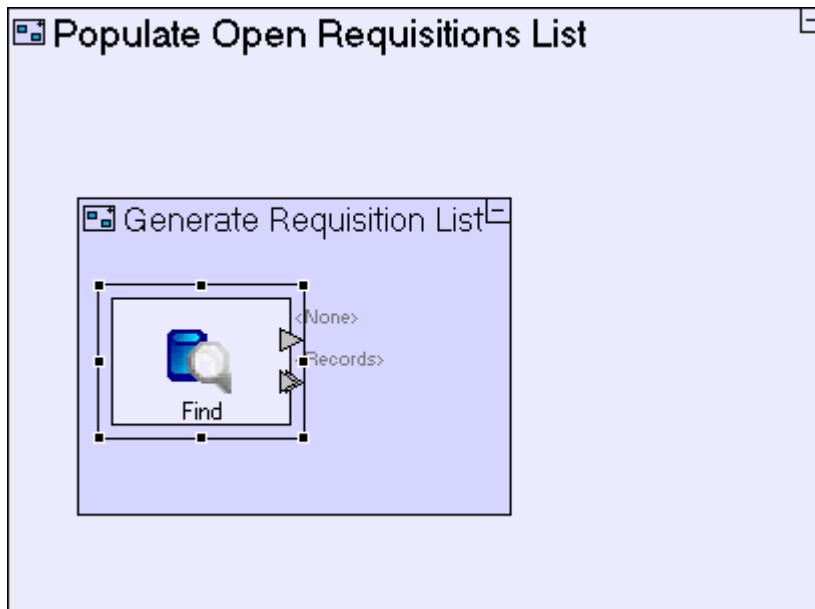 Populate Open Requisitions List
Generate Requisition List
<None>
<Records>
Find